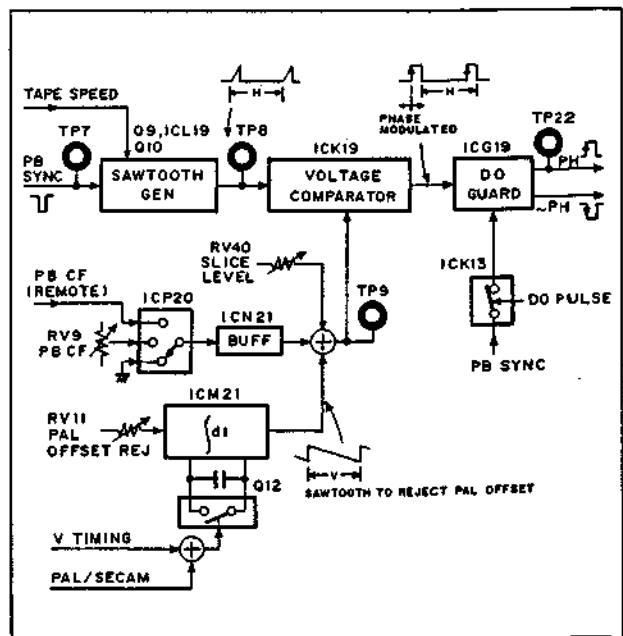 TAPE SPEED
TP7
Q9, ICL19
Q10
TP8
H
ICK19
PHASE
MODULATED
H
ICG19
TP22
PH
~PH
PB
SYNC
SAWTOOTH
GEN
VOLTAGE
COMPARATOR
DO
GUARD
RV40
SLICE
LEVEL
TP9
ICK13
DO PULSE
PB SYNC
PB CF
(REMOTE)
ICP20
ICN21
RV9
PB CF
BUFF
ICM21
RV11
PAL
OFFSET REJ
∫dt
Q12
V
SAWTOOTH TO REJECT PAL OFFSET
V TIMING
PAL/SECAM